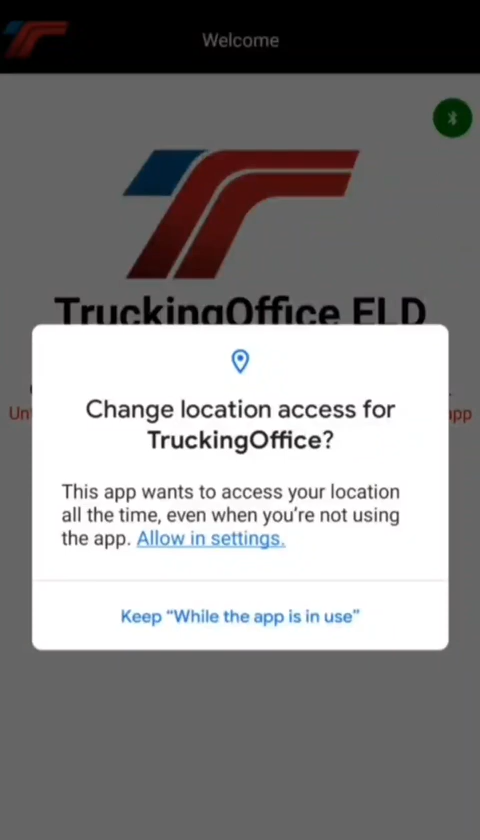 Welcome
TruckingOffice ELD
app
Change location access for
TruckingOffice?
This app wants to access your location
all the time, even when you're not using
the app. Allow in settings.
Keep “While the app is in use”